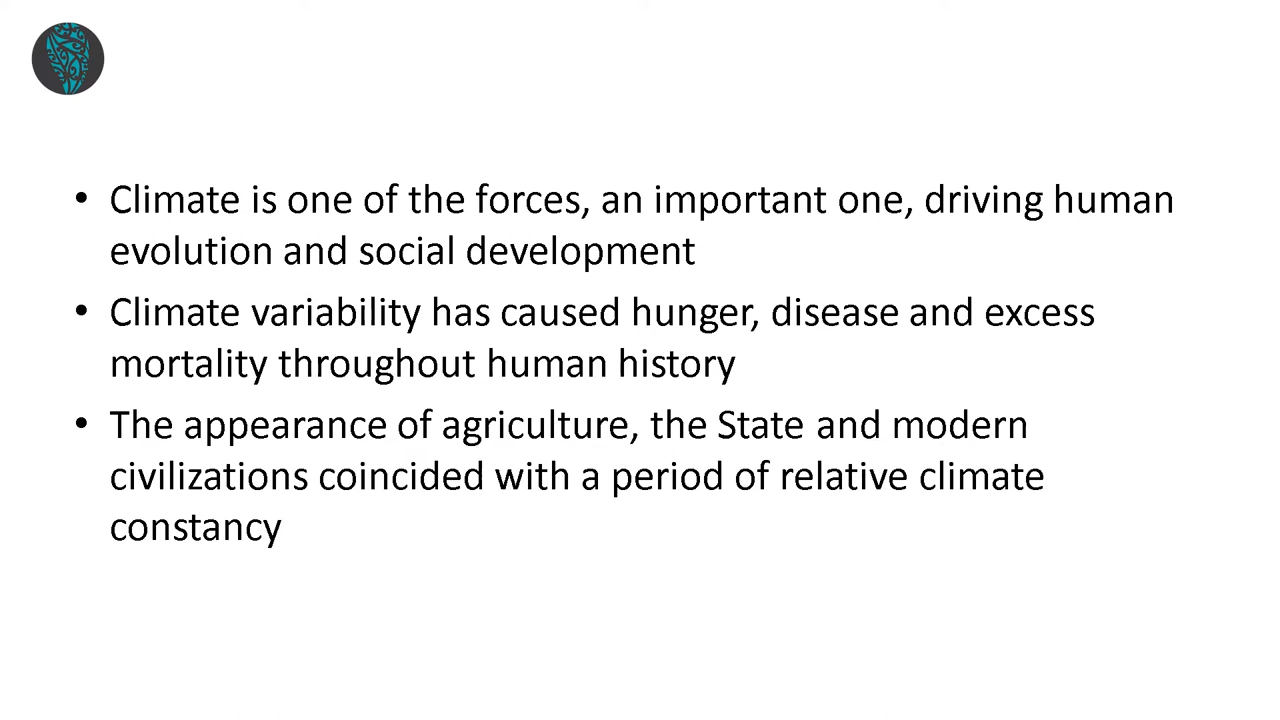 • Climate is one of the forces, an important one, driving human
evolution and social development
• Climate variability has caused hunger, disease and excess
mortality throughout human history
• The appearance of agriculture, the State and modern
civilizations coincided with a period of relative climate
constancy